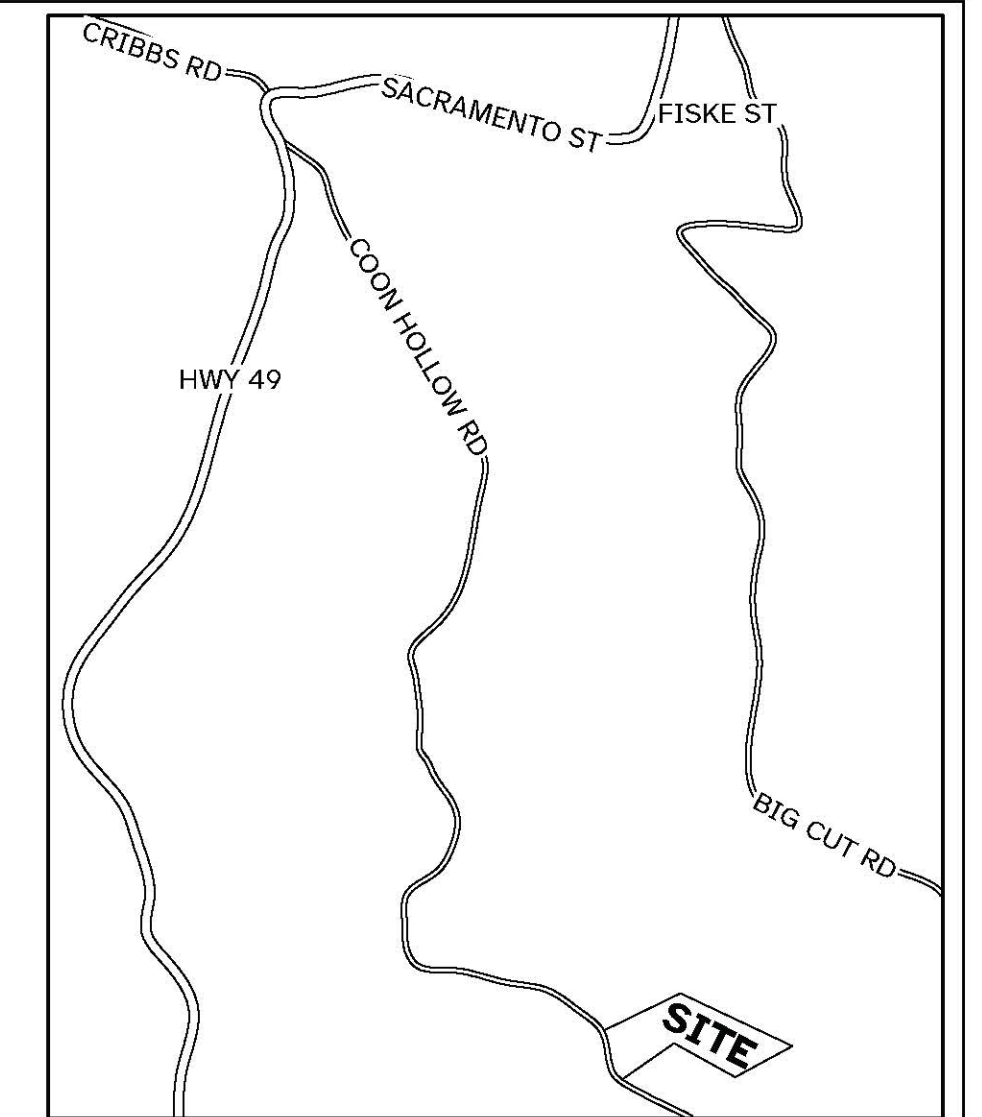 CRIBBS RD
SACRAMENTO ST
FISKE ST
COON HOLLOW RD
HWY 49
BIG CUT RD
SITE